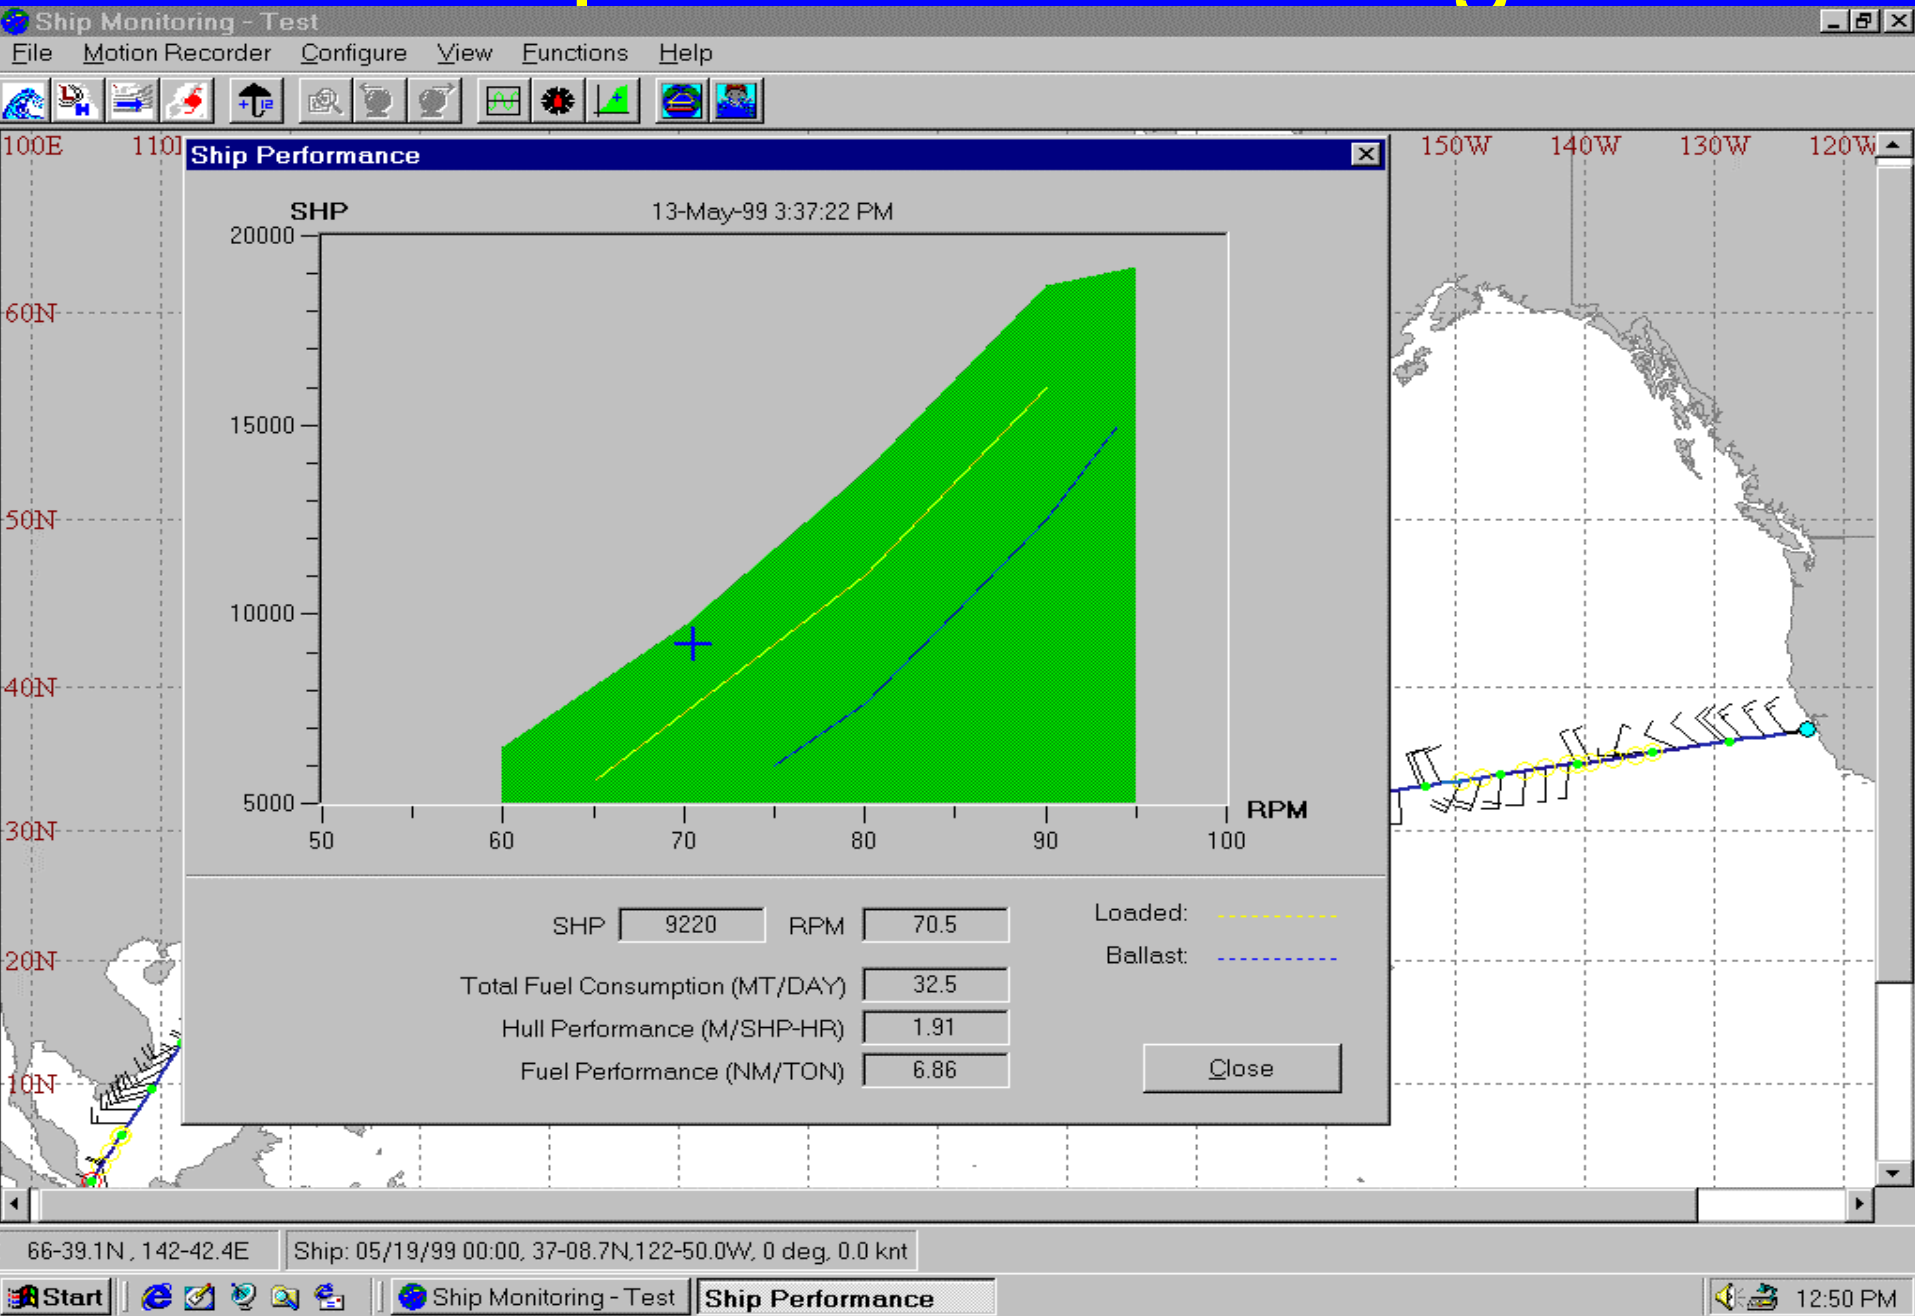 Ship Monitoring - Test
File Motion Recorder Configure View Functions Help
100E 110 150W 140W 130W 120W
Ship Performance
SHP 13-May-99 3:37:22 PM
20000
60N
15000
50N
10000
40N
5000
RPM
30N
50 60 70 80 90 100
SHP 9220 RPM 70.5 Loaded:
Ballast:
20N
Total Fuel Consumption (MT/DAY) 32.5
Hull Performance (M/SHP-HR) 1.91
Fuel Performance (NM/TON) 6.86 Close
10N
66-39.1N , 142-42.4E Ship: 05/19/99 00:00, 37-08.7N,122-50.0W, 0 deg, 0.0 knt
Start Ship Monitoring - Test Ship Performance 12:50 PM